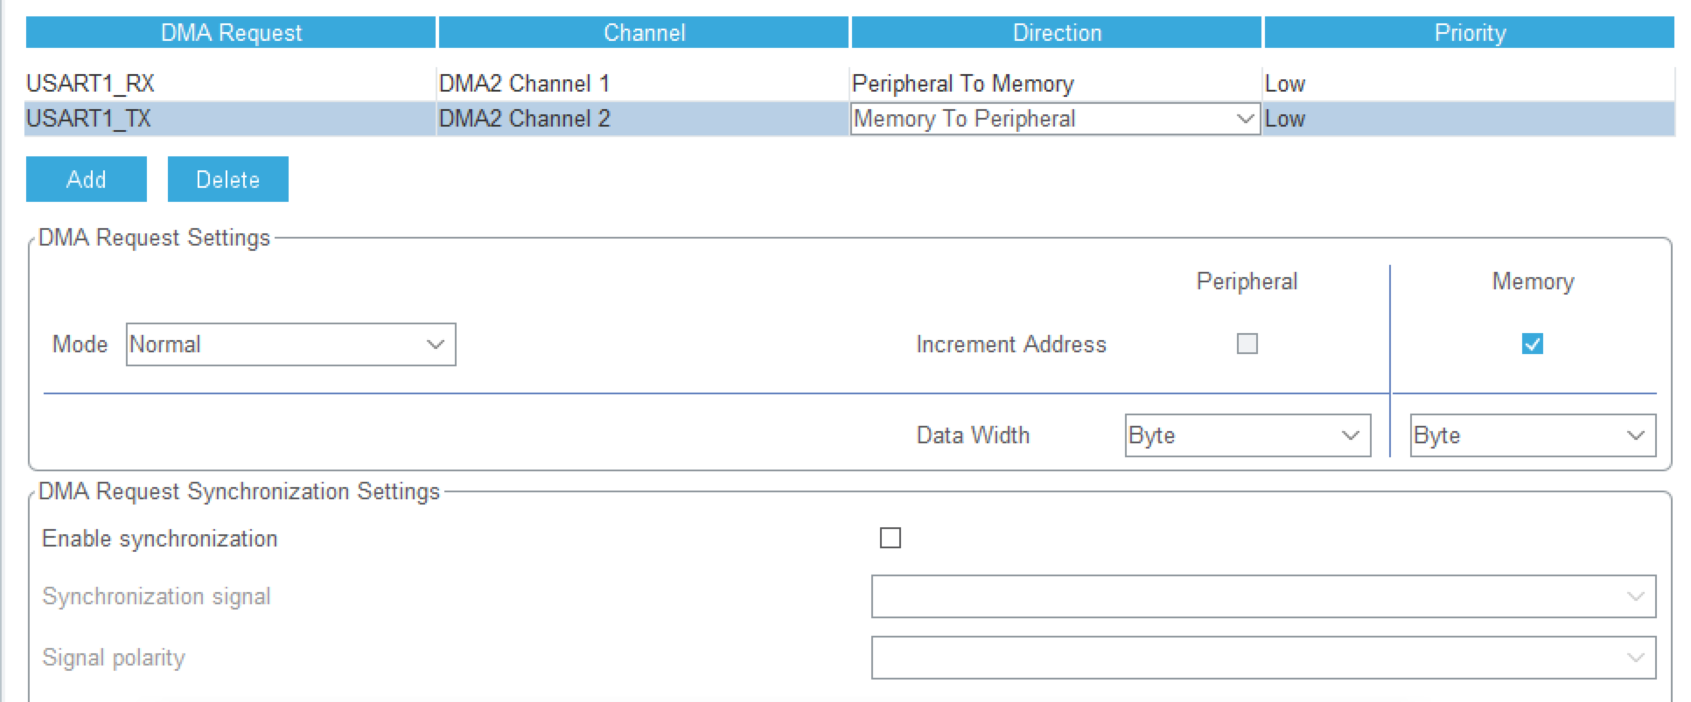 DMA Request Channel Direction Priority
USART1_RX DMA2 Channel 1 Peripheral To Memory Low
USART1_TX DMA2 Channel 2 Memory To Peripheral Low
Add Delete
DMA Request Settings
Peripheral Memory
Mode Normal Increment Address
Data Width Byte Byte
DMA Request Synchronization Settings
Enable synchronization
Synchronization signal
Signal polarity